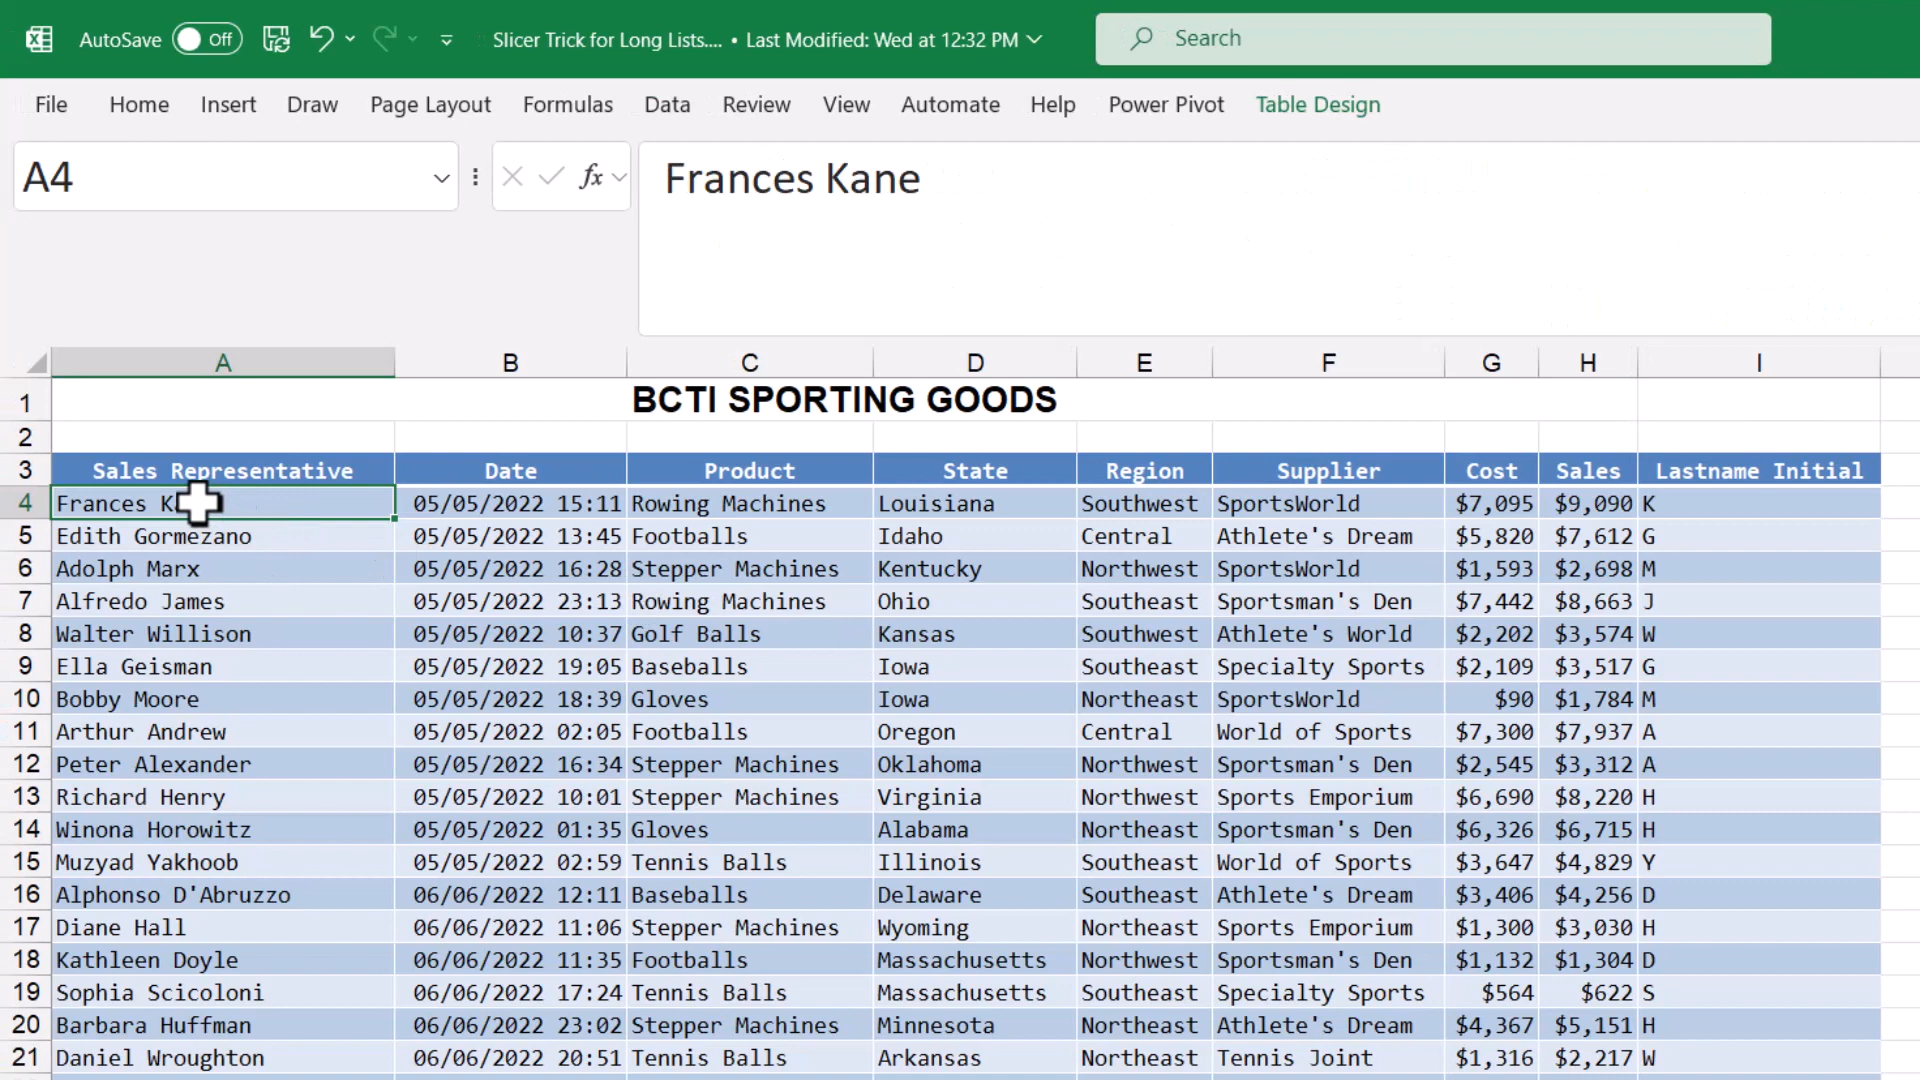 AutoSave Off Slicer Trick for Long Lists.... • Last Modified: Wed at 12:32 PM Search
File Home Insert Draw Page Layout Formulas Data Review View Automate Help Power Pivot Table Design
A4 fx Frances Kane
A B C D E F G H I
1 BCTI SPORTING GOODS
2
3 Sales Representative Date Product State Region Supplier Cost Sales Lastname Initial
4 Frances 05/05/2022 15:11 Rowing Machines Louisiana Southwest SportsWorld $7,095 $9,090 K
5 Edith Gormezano 05/05/2022 13:45 Footballs Idaho Central Athlete's Dream $5,820 $7,612 G
6 Adolph Marx 05/05/2022 16:28 Stepper Machines Kentucky Northwest SportsWorld $1,593 $2,698 M
7 Alfredo James 05/05/2022 23:13 Rowing Machines Ohio Southeast Sportsman's Den $7,442 $8,663 J
8 Walter Willison 05/05/2022 10:37 Golf Balls Kansas Southwest Athlete's World $2,202 $3,574 W
9 Ella Geisman 05/05/2022 19:05 Baseballs Iowa Southeast Specialty Sports $2,109 $3,517 G
10 Bobby Moore 05/05/2022 18:39 Gloves Iowa Northeast SportsWorld $90 $1,784 M
11 Arthur Andrew 05/05/2022 02:05 Footballs Oregon Central World of Sports $7,300 $7,937 A
12 Peter Alexander 05/05/2022 16:34 Stepper Machines Oklahoma Northwest Sportsman's Den $2,545 $3,312 A
13 Richard Henry 05/05/2022 10:01 Stepper Machines Virginia Northwest Sports Emporium $6,690 $8,220 H
14 Winona Horowitz 05/05/2022 01:35 Gloves Alabama Northeast Sportsman's Den $6,326 $6,715 H
15 Muzyad Yakhoob 05/05/2022 02:59 Tennis Balls Illinois Southeast World of Sports $3,647 $4,829 Y
16 Alphonso D'Abruzzo 06/06/2022 12:11 Baseballs Delaware Southeast Athlete's Dream $3,406 $4,256 D
17 Diane Hall 06/06/2022 11:06 Stepper Machines Wyoming Northeast Sports Emporium $1,300 $3,030 H
18 Kathleen Doyle 06/06/2022 11:35 Footballs Massachusetts Northwest Sportsman's Den $1,132 $1,304 D
19 Sophia Scicoloni 06/06/2022 17:24 Tennis Balls Massachusetts Southeast Specialty Sports $564 $622 S
20 Barbara Huffman 06/06/2022 23:02 Stepper Machines Minnesota Northeast Athlete's Dream $4,367 $5,151 H
21 Daniel Wroughton 06/06/2022 20:51 Tennis Balls Arkansas Northeast Tennis Joint $1,316 $2,217 W